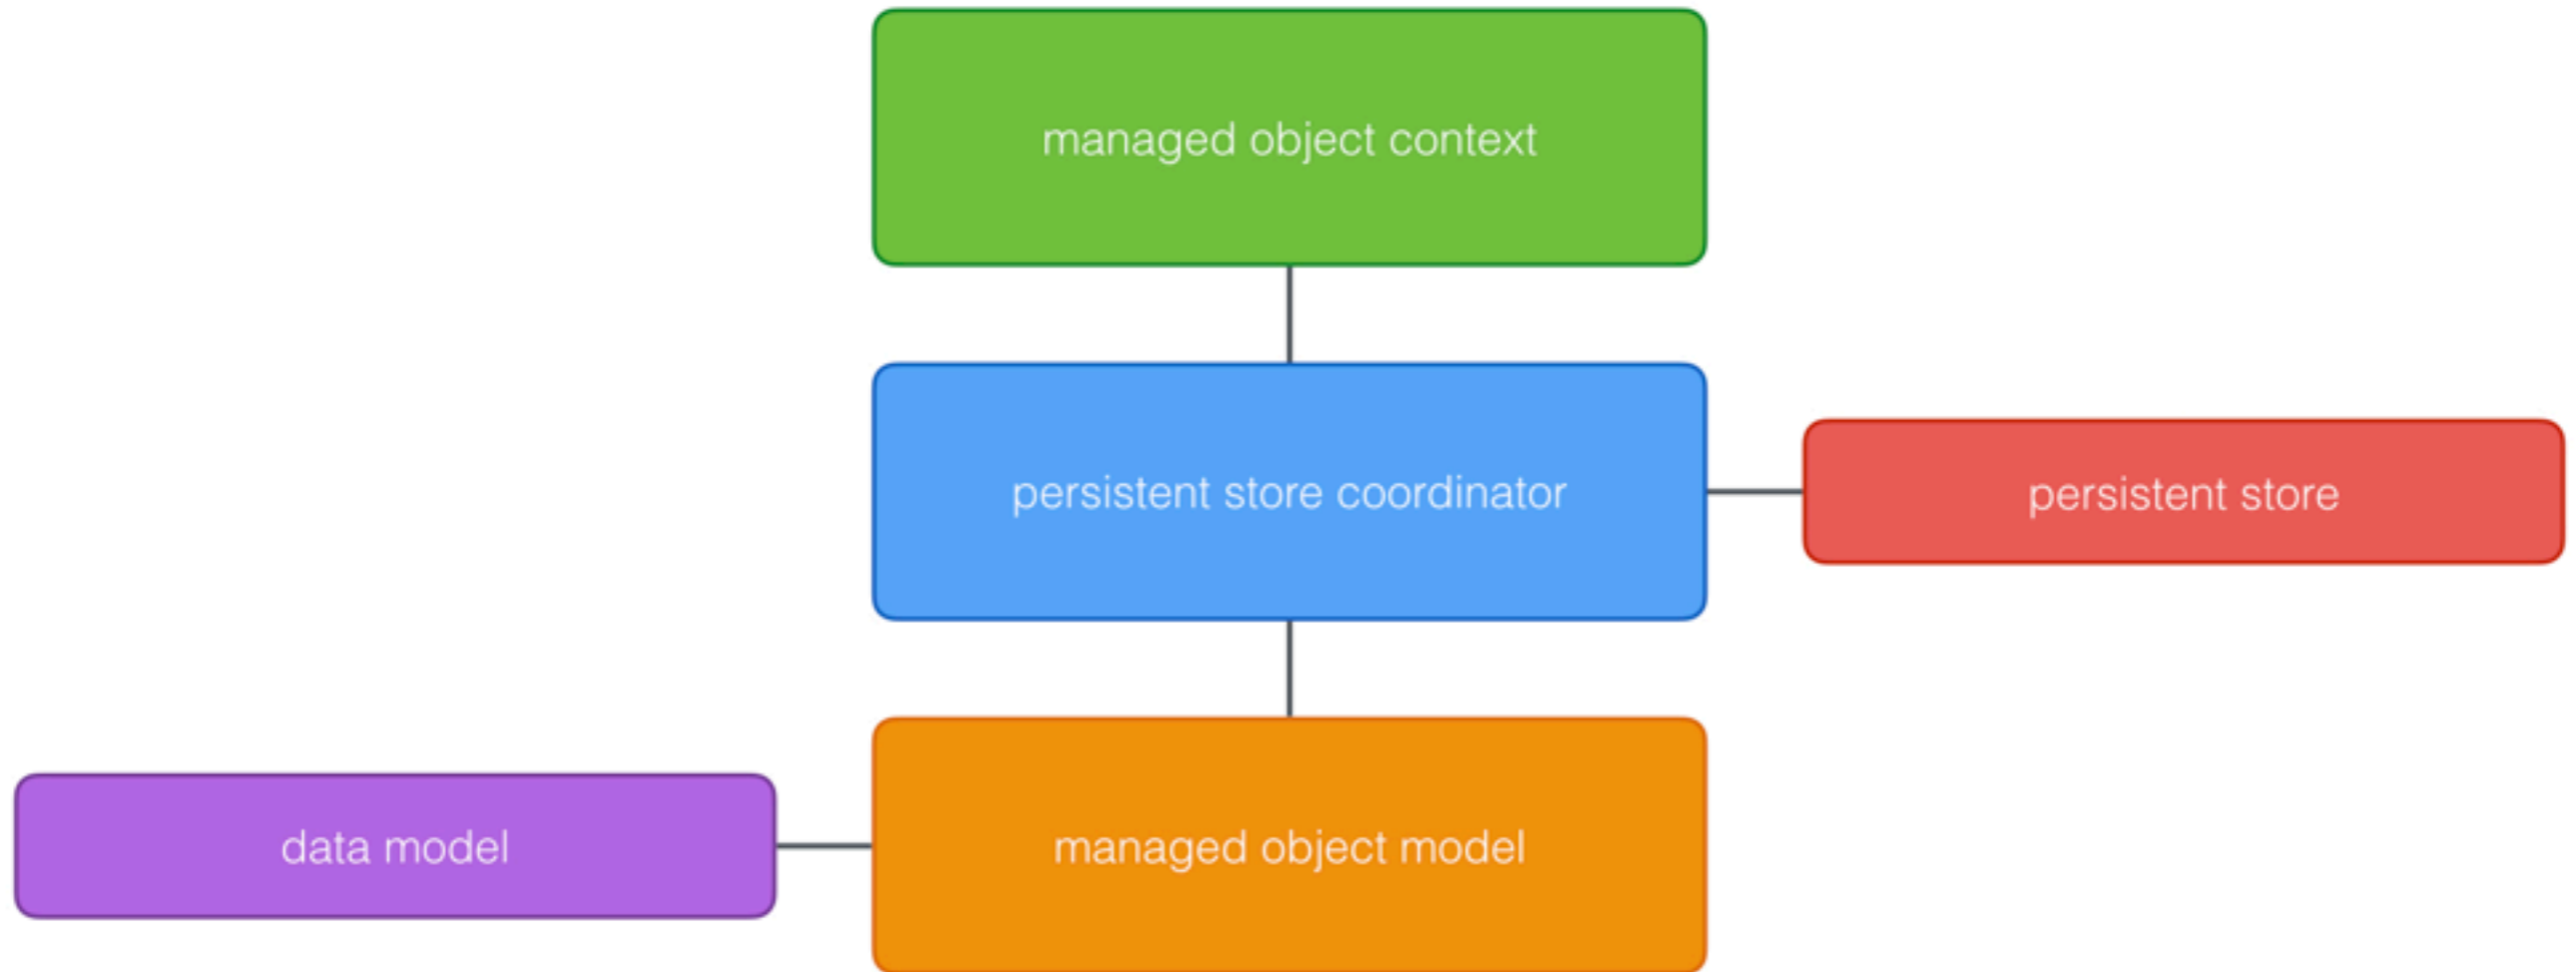 managed object context
persistent store coordinator
persistent store
data model
managed object model